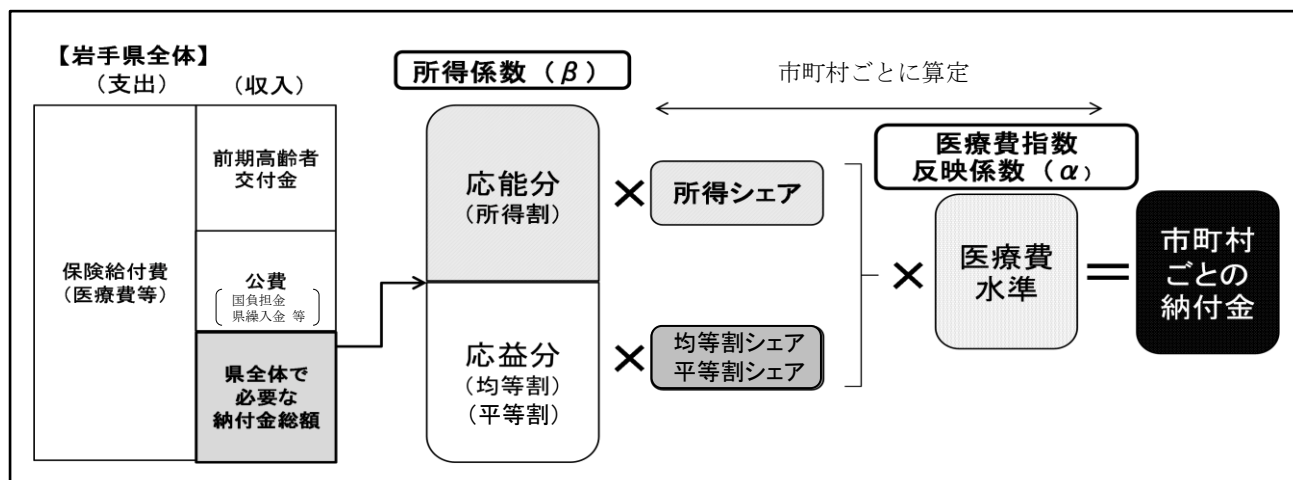 【岩手県全体】
(支出)
(収入)
保険給付費
(医療費等)
前期高齢者
交付金
公費
国負担金
県繰入金 等
県全体で
必要な
納付金総額
所得係数(β)
応能分
(所得割)
応益分
(均等割)
(平等割)
市町村ごとに算定
×
所得シェア
×
均等割シェア
平等割シェア
×
医療費指数
反映係数(α)
医療費
水準
=
市町村
ごとの
納付金